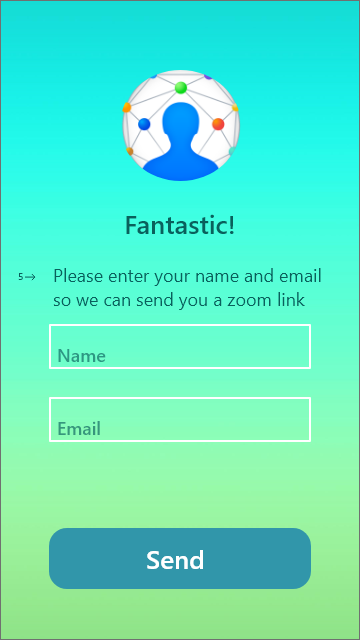 Fantastic!
5→ Please enter your name and email
so we can send you a zoom link
Name
Email
Send